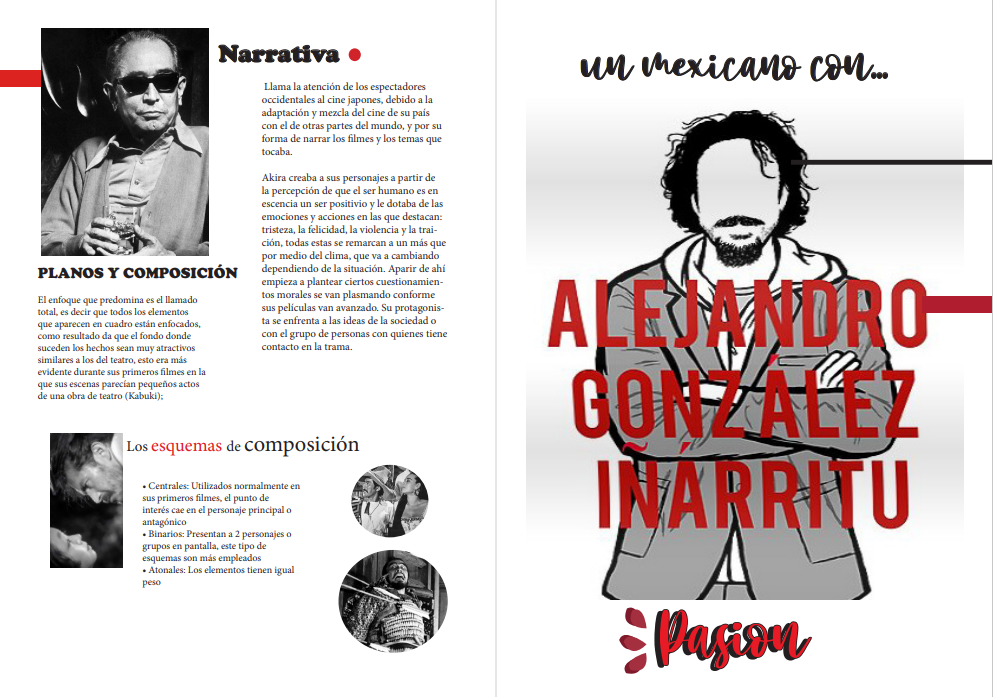 Narrativa
Llama la atención de los espectadores
occidentales al cine japones, debido a la
adaptación y mezcla del cine de su país
con el de otras partes del mundo, y por su
forma de narrar los filmes y los temas que
tocaba.
Akira creaba a sus personajes a partir de
la percepción de que el ser humano es en
escencia un ser positivio y le dotaba de las
emociones y acciones en las que destacan:
tristeza, la felicidad, la violencia y la trai-
ción, todas estas se remarcan a un más que
por medio del clima, que va a cambiando
dependiendo de la situación. Aparir de ahí
empieza a plantear ciertos cuestionamien-
tos morales se van plasmando conforme
sus películas van avanzado. Su protagonis-
ta se enfrenta a las ideas de la sociedad o
con el grupo de personas con quienes tiene
contacto en la trama.
PLANOS Y COMPOSICIÓN
El enfoque que predomina es el llamado
total, es decir que todos los elementos
que aparecen en cuadro están enfocados,
como resultado da que el fondo donde
suceden los hechos sean muy atractivos
similares a los del teatro, esto era más
evidente durante sus primeros filmes en la
que sus escenas parecían pequeños actos
de una obra de teatro (Kabuki);
Los esquemas de composición
• Centrales: Utilizados normalmente en
sus primeros filmes, el punto de
interés cae en el personaje principal o
antagónico
• Binarios: Presentan a 2 personajes o
grupos en pantalla, este tipo de
esquemas son más empleados
• Atonales: Los elementos tienen igual
peso
un mexicano con...
ALEJANDRO
GONZÁLEZ
IÑÁRRITU
Pasion